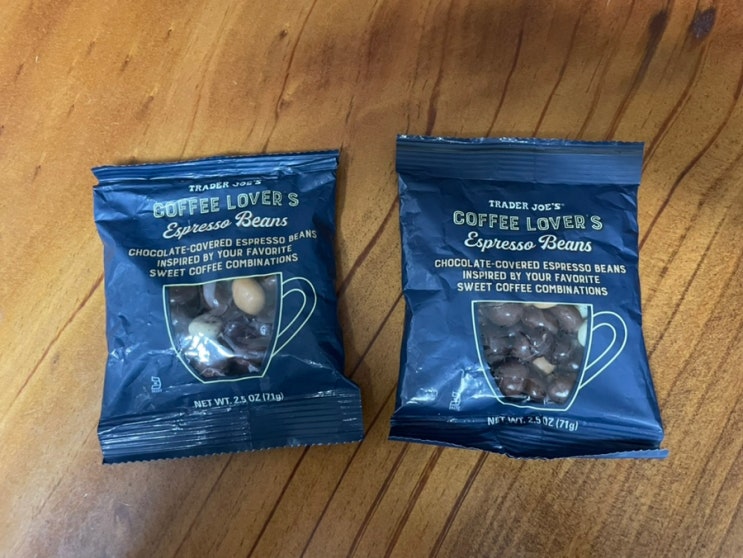 TRADER JOE'S
COFFEE LOVER'S
Espresso Beans
CHOCOLATE-COVERED ESPRESSO BEANS
INSPIRED BY YOUR FAVORITE
SWEET COFFEE COMBINATIONS
NET WT. 2.5 OZ (71g)
TRADER JOE'S™
COFFEE LOVER'S
Espresso Beans
CHOCOLATE-COVERED ESPRESSO BEANS
INSPIRED BY YOUR FAVORITE
SWEET COFFEE COMBINATIONS
NET WT. 2.5 OZ (71g)